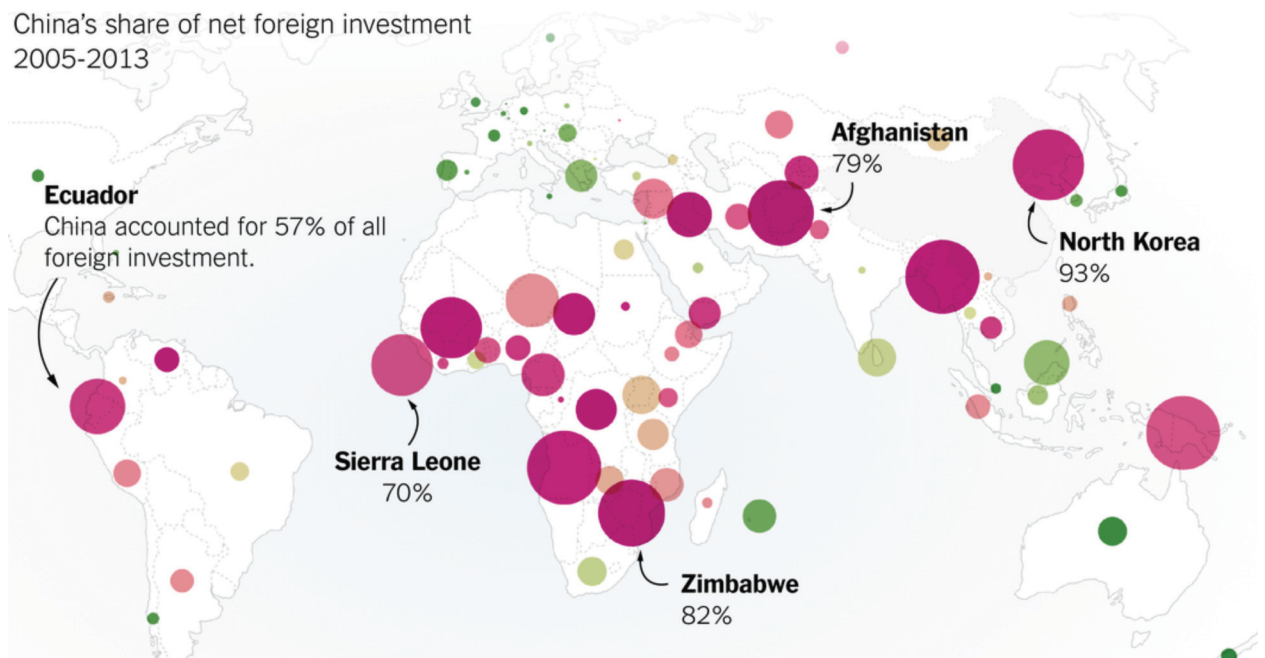 China's share of net foreign investment
2005-2013
Afghanistan
79%
Ecuador
China accounted for 57% of all
foreign investment.
North Korea
93%
Sierra Leone
70%
Zimbabwe
82%